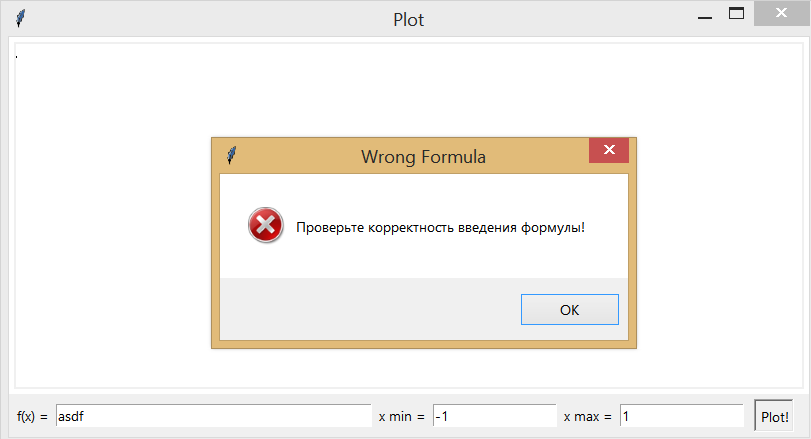 Plot
Wrong Formula
Проверьте корректность введения формулы!
OK
f(x) = asdf x min = -1 x max = 1 Plot!